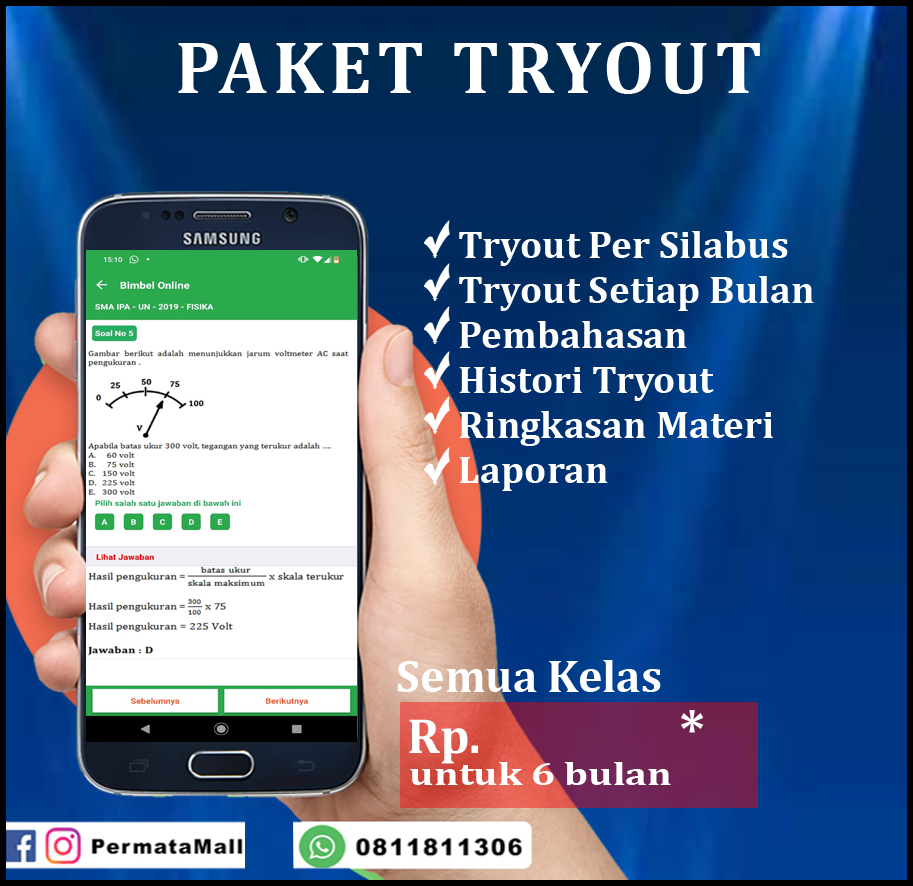 PAKET TRYOUT
SAMSUNG
15:10
Bimbel Online
SMA IPA - UN - 2019 - FISIKA
Soal No 5
Gambar berikut adalah menunjukkan jarum voltmeter AC saat
pengukuran .
0 25 50 75 100
V
Apabila batas ukur 300 volt, tegangan yang terukur adalah ....
A. 60 volt
B. 75 volt
C. 150 volt
D. 225 volt
E. 300 volt
Pilih salah satu jawaban di bawah ini
A B C D E
Lihat Jawaban
Hasil pengukuran = batas ukur / skala maksimum x skala terukur
Hasil pengukuran = 300/100 x 75
Hasil pengukuran = 225 Volt
Jawaban : D
Sebelumnya Berikutnya
Tryout Per Silabus
Tryout Setiap Bulan
Pembahasan
Histori Tryout
Ringkasan Materi
Laporan
Semua Kelas
Rp. *
untuk 6 bulan
PermataMall
0811811306